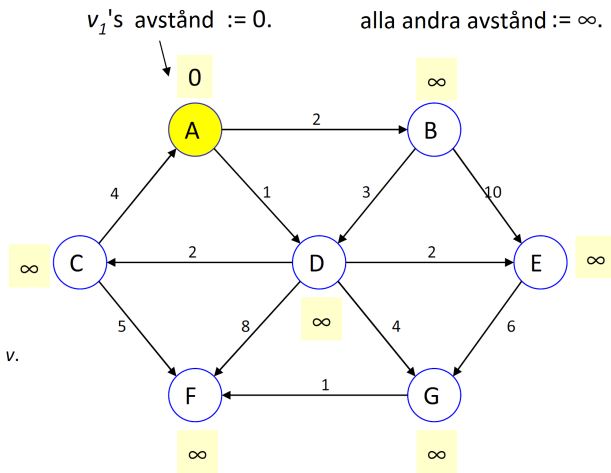 v1's avstånd := 0.
alla andra avstånd := ∞.
0
∞
A
2
B
4
1
3
10
∞
C
2
D
2
E
∞
∞
5
8
4
6
v.
F
1
G
∞
∞